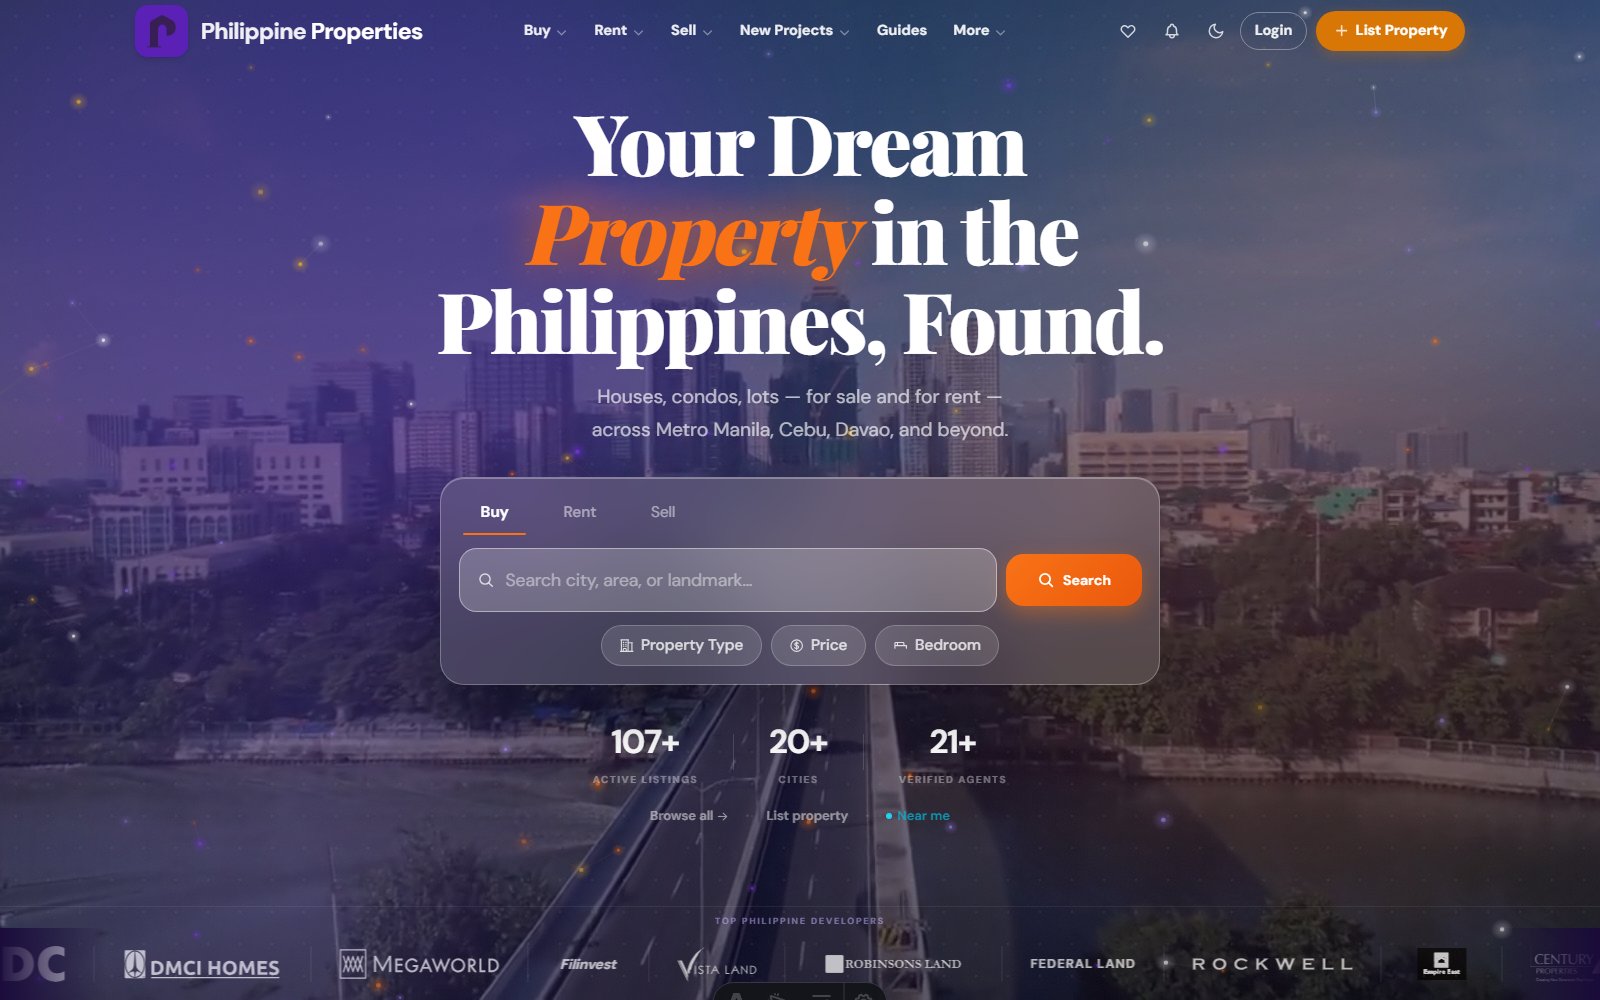 Philippine Properties
Buy
Rent
Sell
New Projects
Guides
More
Login
+ List Property
Your Dream
Property in the
Philippines, Found.
Houses, condos, lots — for sale and for rent —
across Metro Manila, Cebu, Davao, and beyond.
Buy
Rent
Sell
Search city, area, or landmark...
Search
Property Type
Price
Bedroom
107+
20+
21+
ACTIVE LISTINGS
CITIES
VERIFIED AGENTS
Browse all →
List property
Near me
TOP PHILIPPINE DEVELOPERS
DC
DMCI HOMES
MEGAWORLD
Filinvest
VISTA LAND
ROBINSONS LAND
FEDERAL LAND
ROCKWELL
Empire East
CENTURY
PROPERTIES